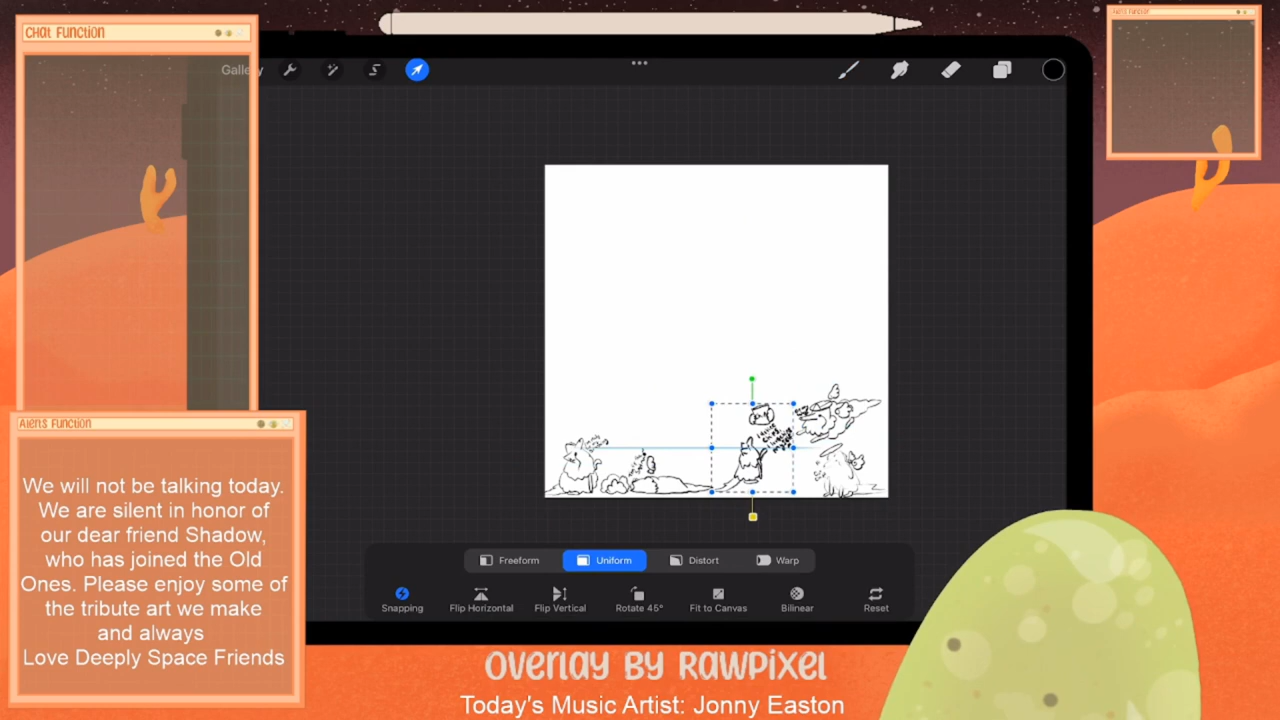 CHat FUnction
Gallery
Alerts Function
Alerts Function
We will not be talking today.
We are silent in honor of
our dear friend Shadow,
who has joined the Old
Ones. Please enjoy some of
the tribute art we make
and always
Love Deeply Space Friends
Freeform
Uniform
Distort
Warp
Snapping
Flip Horizontal
Flip Vertical
Rotate 45°
Fit to Canvas
Bilinear
Reset
Overlay by Rawpixel
Today's Music Artist: Jonny Easton